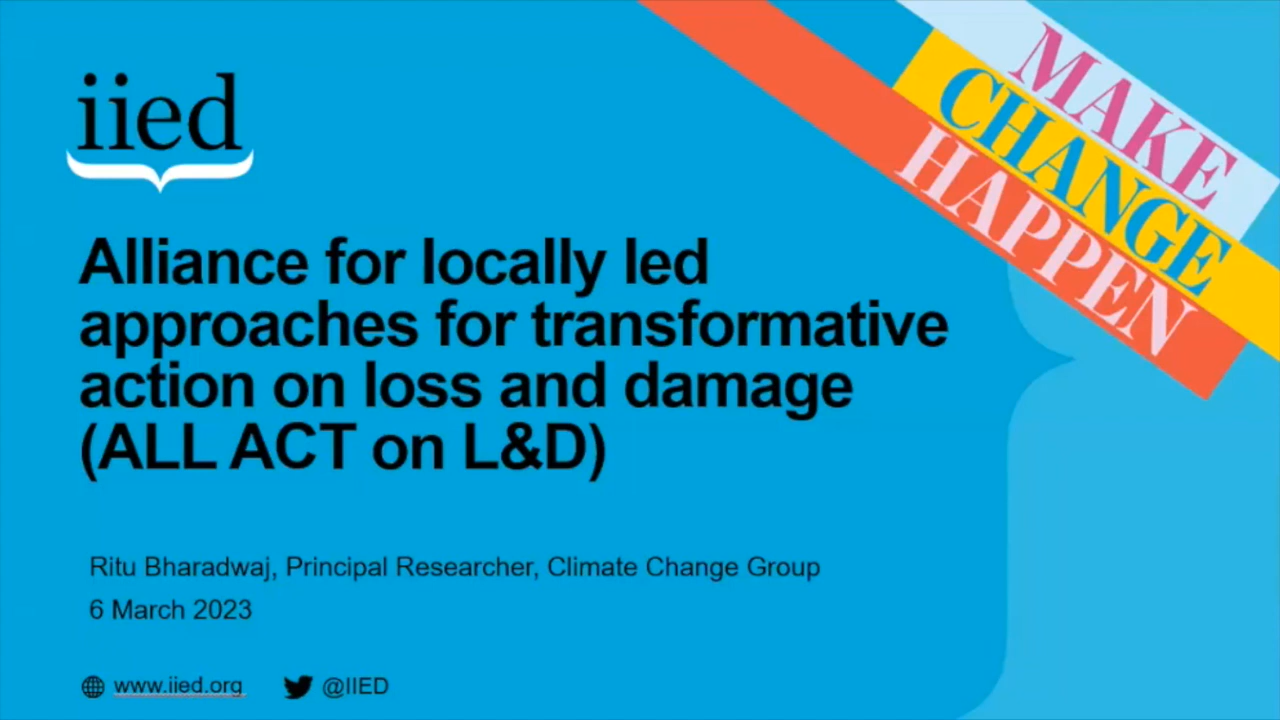 iied
MAKE
CHANGE
HAPPEN
Alliance for locally led
approaches for transformative
action on loss and damage
(ALL ACT on L&D)
Ritu Bharadwaj, Principal Researcher, Climate Change Group
6 March 2023
www.iied.org @IIED